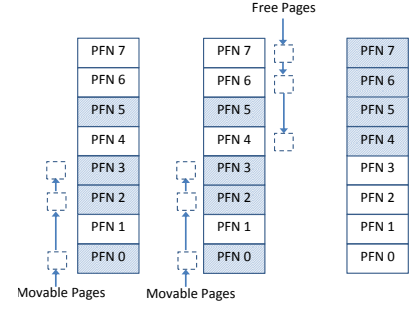 Free Pages
PFN 7 PFN 7 PFN 7
PFN 6 PFN 6 PFN 6
PFN 5 PFN 5 PFN 5
PFN 4 PFN 4 PFN 4
PFN 3 PFN 3 PFN 3
PFN 2 PFN 2 PFN 2
PFN 1 PFN 1 PFN 1
PFN 0 PFN 0 PFN 0
Movable Pages Movable Pages